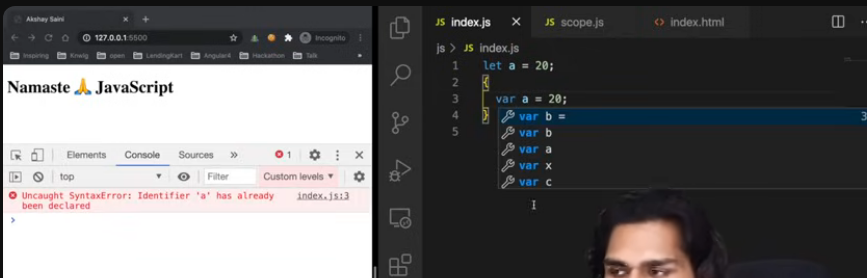 Akshay Saini
127.0.0.1:5500
Incognito
Inspiring Knwlg open LendingKart Angular4 Hackathon Talk
Namaste 🙏 JavaScript
Elements Console Sources » 1
top Filter Custom levels
Uncaught SyntaxError: Identifier 'a' has already index.js:3
been declared
>
JS index.js × JS scope.js <> index.html
js > JS index.js
1 let a = 20;
2 {
3 var a = 20;
4 }
5
var b =
var b
var a
var x
var c